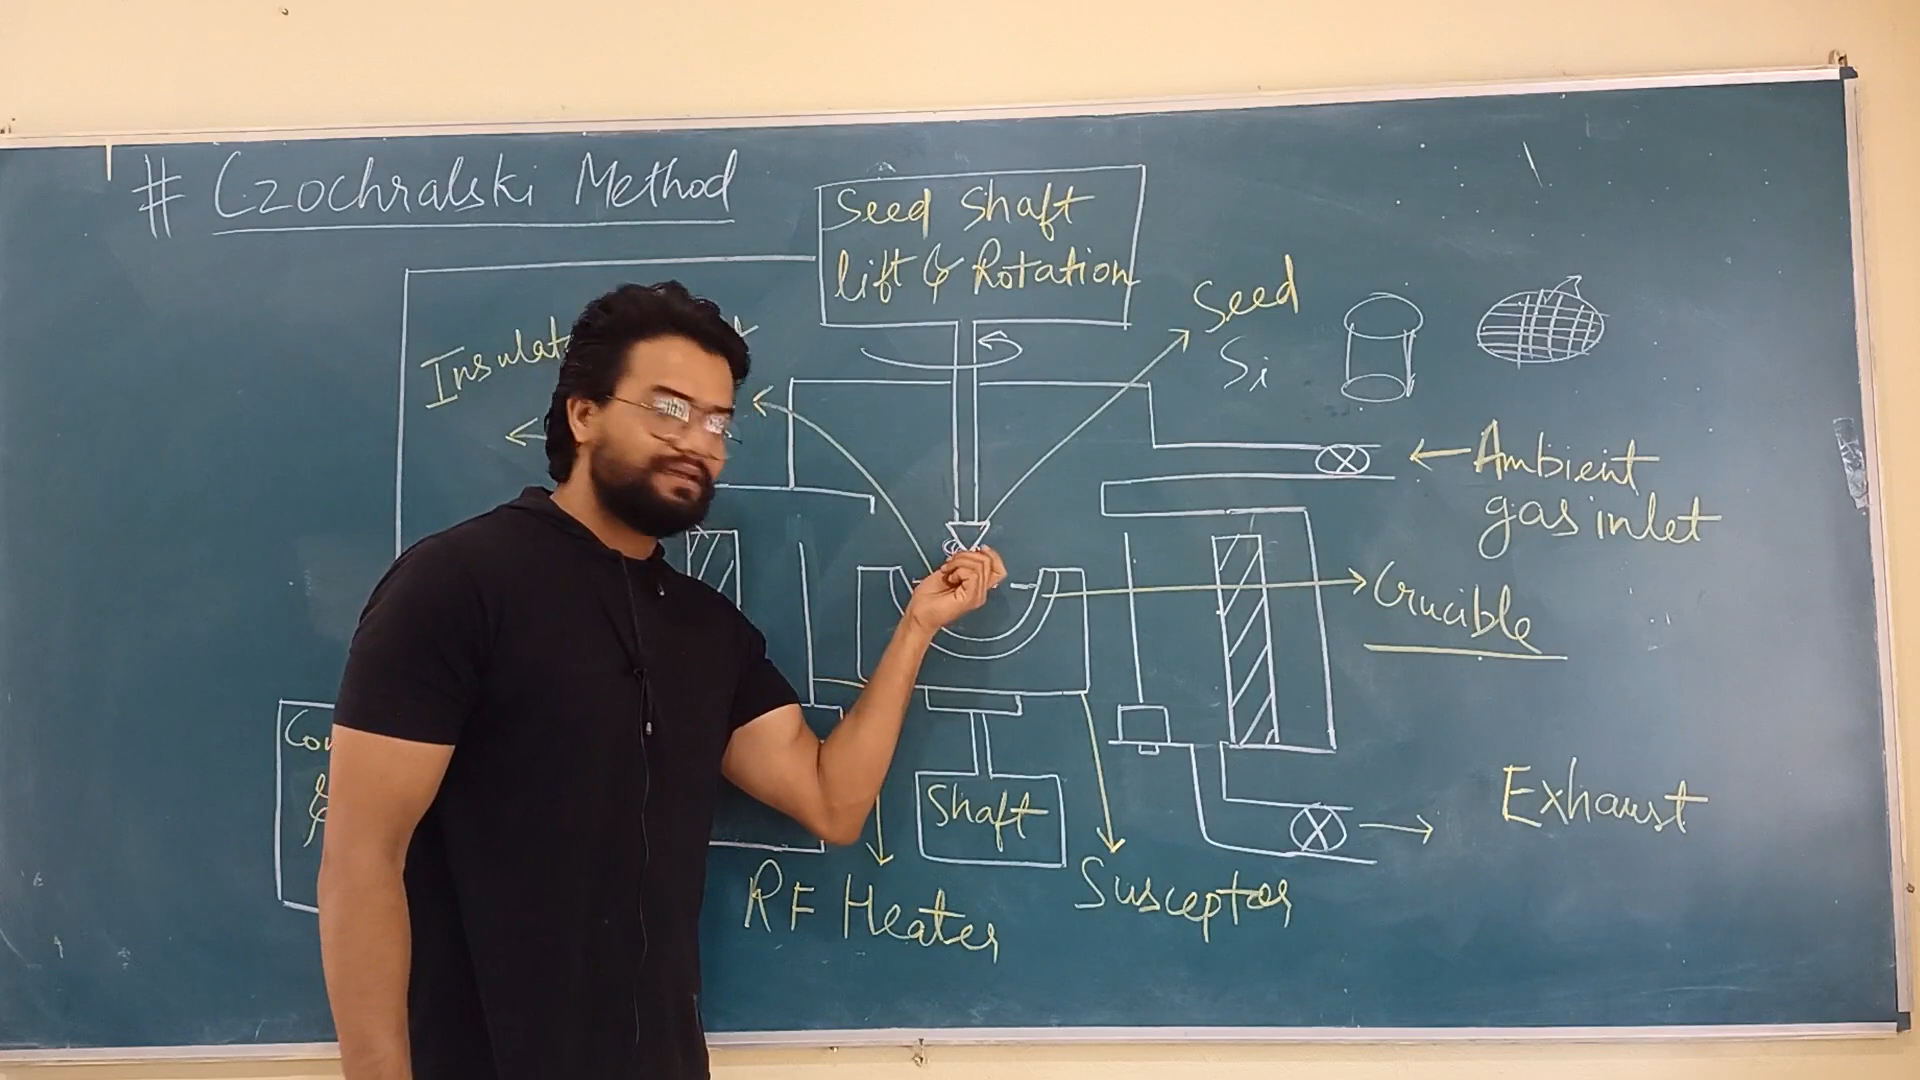 # Czochralski Method
Seed Shaft
lift & Rotation
Seed
Si
Ambient
gas inlet
Crucible
Shaft
Exhaust
Susceptor
RF Heater